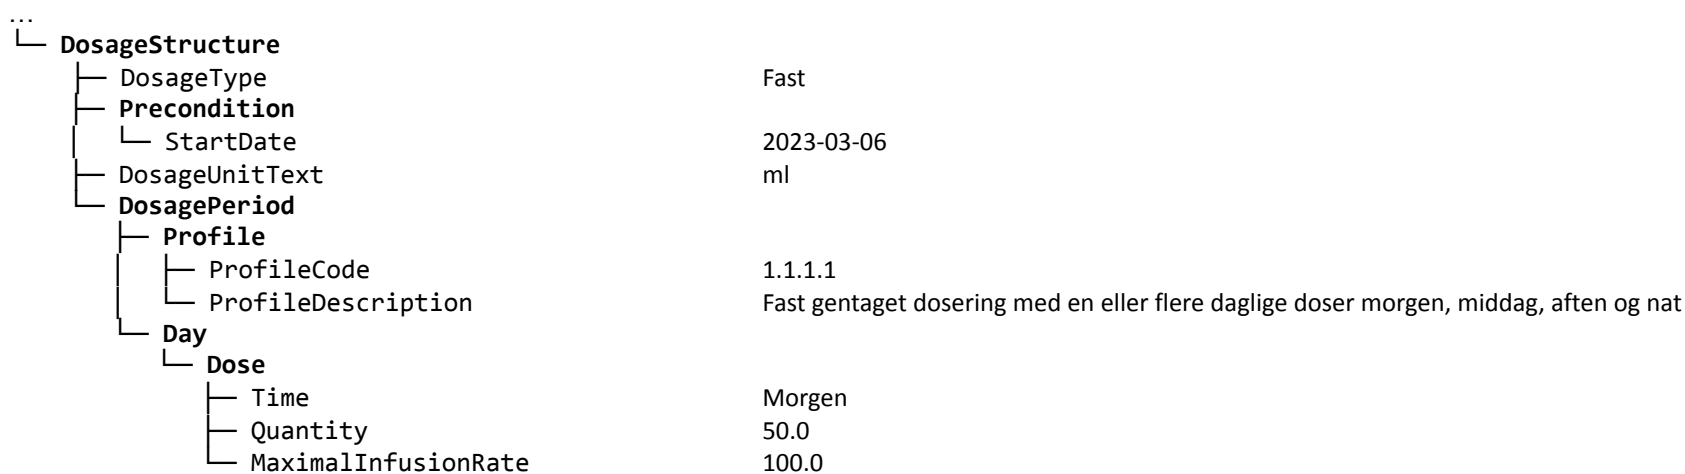 …
└─ DosageStructure
├─ DosageType Fast
├─ Precondition
│ └─ StartDate 2023-03-06
├─ DosageUnitText ml
└─ DosagePeriod
├─ Profile
│ ├─ ProfileCode 1.1.1.1
│ └─ ProfileDescription Fast gentaget dosering med en eller flere daglige doser morgen, middag, aften og nat
└─ Day
└─ Dose
├─ Time Morgen
├─ Quantity 50.0
└─ MaximalInfusionRate 100.0